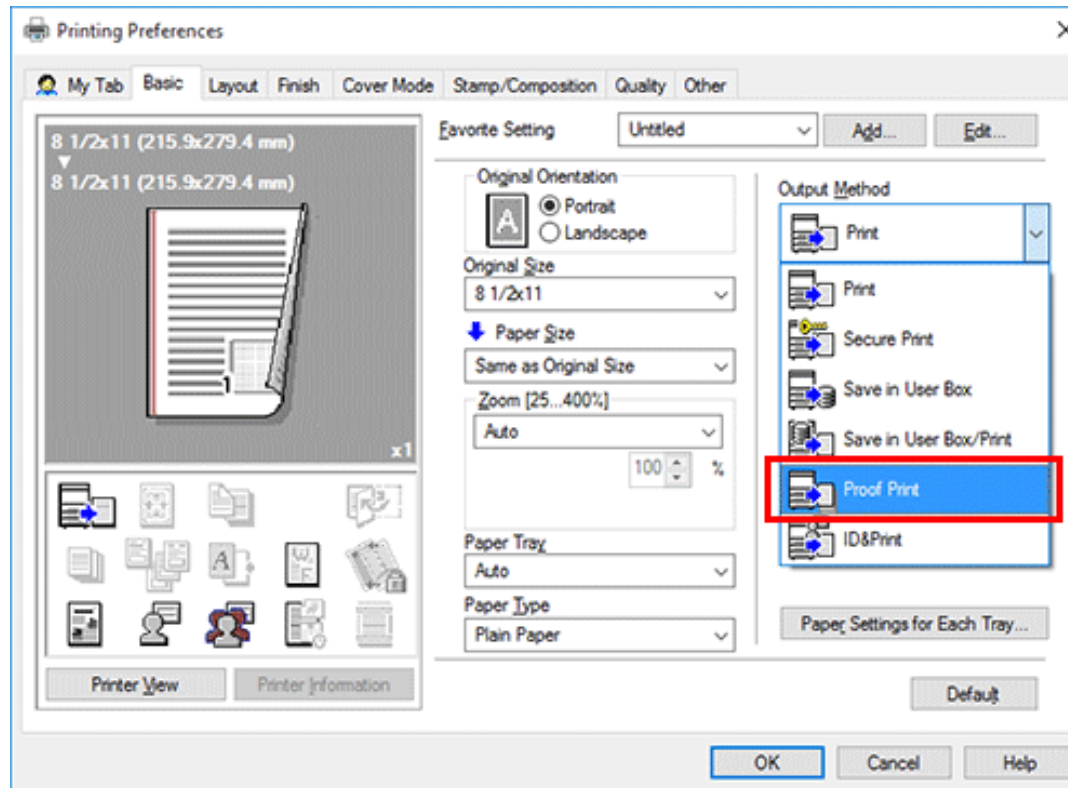 Printing Preferences
My Tab Basic Layout Finish Cover Mode Stamp/Composition Quality Other
8 1/2x11 (215.9x279.4 mm)
8 1/2x11 (215.9x279.4 mm)
1
x1
Printer View Printer Information
Favorite Setting Untitled Add... Edit...
Original Orientation
A
Portrait
Landscape
Original Size
8 1/2x11
Paper Size
Same as Original Size
Zoom [25...400%]
Auto
100 %
Paper Tray
Auto
Paper Type
Plain Paper
Output Method
Print
Print
Secure Print
Save in User Box
Save in User Box/Print
Proof Print
ID&Print
Paper Settings for Each Tray...
Default
OK Cancel Help